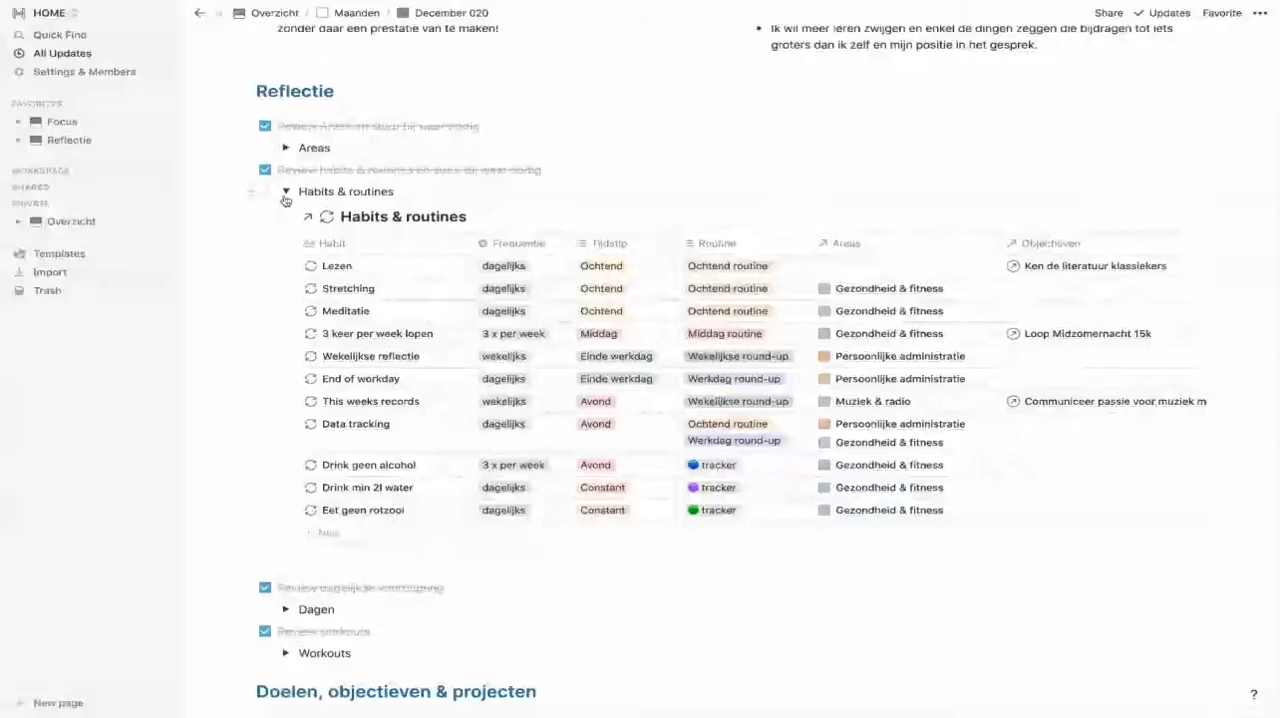 HOME
Overzicht / Maanden / December 020
Share Updates Favorite
Quick Find
All Updates
Settings & Members
FAVORITES
Focus
Reflectie
WORKSPACE
SHARED
PRIVATE
Overzicht
Templates
Import
Trash
New page
zonder daar een prestatie van te maken!
• Ik wil meer leren zwijgen en enkel de dingen zeggen die bijdragen tot iets
groters dan ik zelf en mijn positie in het gesprek.
Reflectie
Areas
Habits & routines
Habits & routines
Habit Frequentie Tijdstip Routine Areas Objectieven
Lezen dagelijks Ochtend Ochtend routine Ken de literatuur klassiekers
Stretching dagelijks Ochtend Ochtend routine Gezondheid & fitness
Meditatie dagelijks Ochtend Ochtend routine Gezondheid & fitness
3 keer per week lopen 3 x per week Middag Middag routine Gezondheid & fitness Loop Midzomernacht 15k
Wekelijkse reflectie wekelijks Einde werkdag Wekelijkse round-up Persoonlijke administratie
End of workday dagelijks Einde werkdag Werkdag round-up Persoonlijke administratie
This weeks records wekelijks Avond Wekelijkse round-up Muziek & radio Communiceer passie voor muziek m
Data tracking dagelijks Avond Ochtend routine Persoonlijke administratie
Werkdag round-up Gezondheid & fitness
Drink geen alcohol 3 x per week Avond tracker Gezondheid & fitness
Drink min 2l water dagelijks Constant tracker Gezondheid & fitness
Eet geen rotzooi dagelijks Constant tracker Gezondheid & fitness
New
Review dagelijkse vooruitgang
Dagen
Review workouts
Workouts
Doelen, objectieven & projecten
?